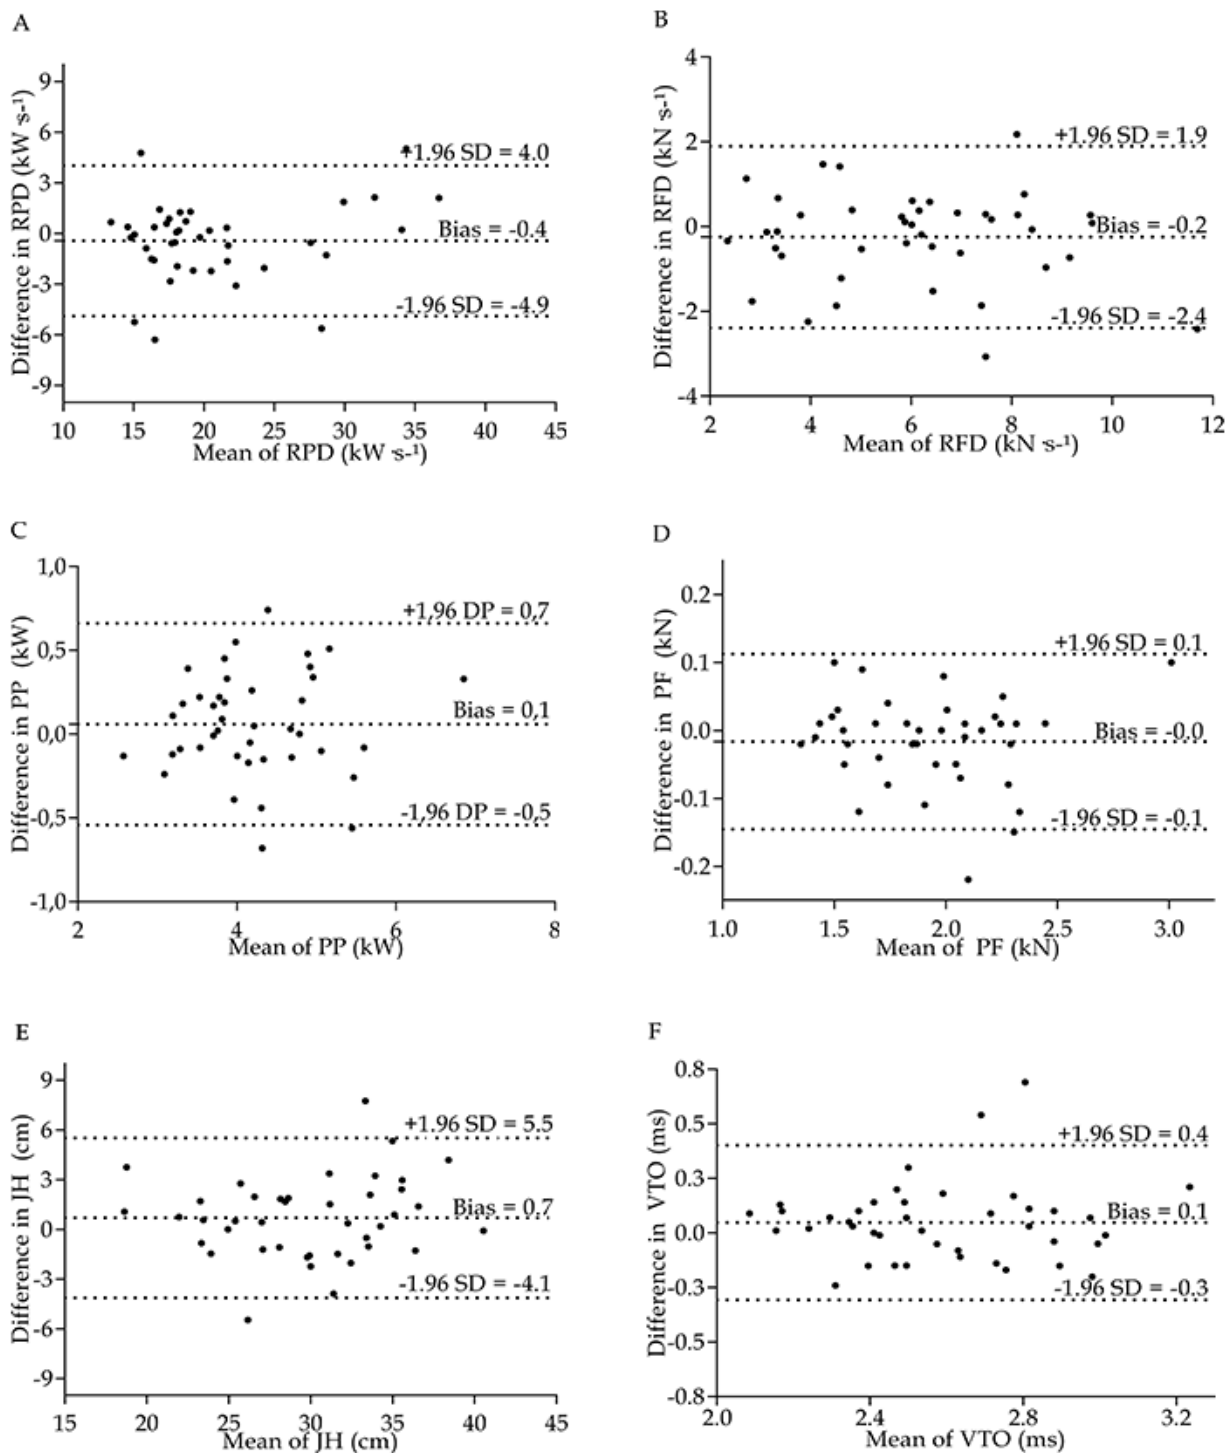 A
Difference in RPD (kW·s-¹)
9
6
3
0
-3
-6
-9
+1.96 SD = 4.0
Bias = -0.4
-1.96 SD = -4.9
10 15 20 25 30 35 40 45
Mean of RPD (kW·s-¹)
B
Difference in RFD (kN·s-¹)
4
2
0
-2
-4
+1.96 SD = 1.9
Bias = -0.2
-1.96 SD = -2.4
2 4 6 8 10 12
Mean of RFD (kN·s-¹)
C
Difference in PP (kW)
1,0
0,5
0,0
-0,5
-1,0
+1,96 DP = 0,7
Bias = 0,1
-1,96 DP = -0,5
2 4 6 8
Mean of PP (kW)
D
Difference in PF (kN)
0.2
0.1
0.0
-0.1
-0.2
+1.96 SD = 0.1
Bias = -0.0
-1.96 SD = -0.1
1.0 1.5 2.0 2.5 3.0
Mean of PF (kN)
E
Difference in JH (cm)
9
6
3
0
-3
-6
-9
+1.96 SD = 5.5
Bias = 0.7
-1.96 SD = -4.1
15 20 25 30 35 40 45
Mean of JH (cm)
F
Difference in VTO (ms)
0.8
0.5
0.3
0.0
-0.3
-0.5
-0.8
+1.96 SD = 0.4
Bias = 0.1
-1.96 SD = -0.3
2.0 2.4 2.8 3.2
Mean of VTO (ms)